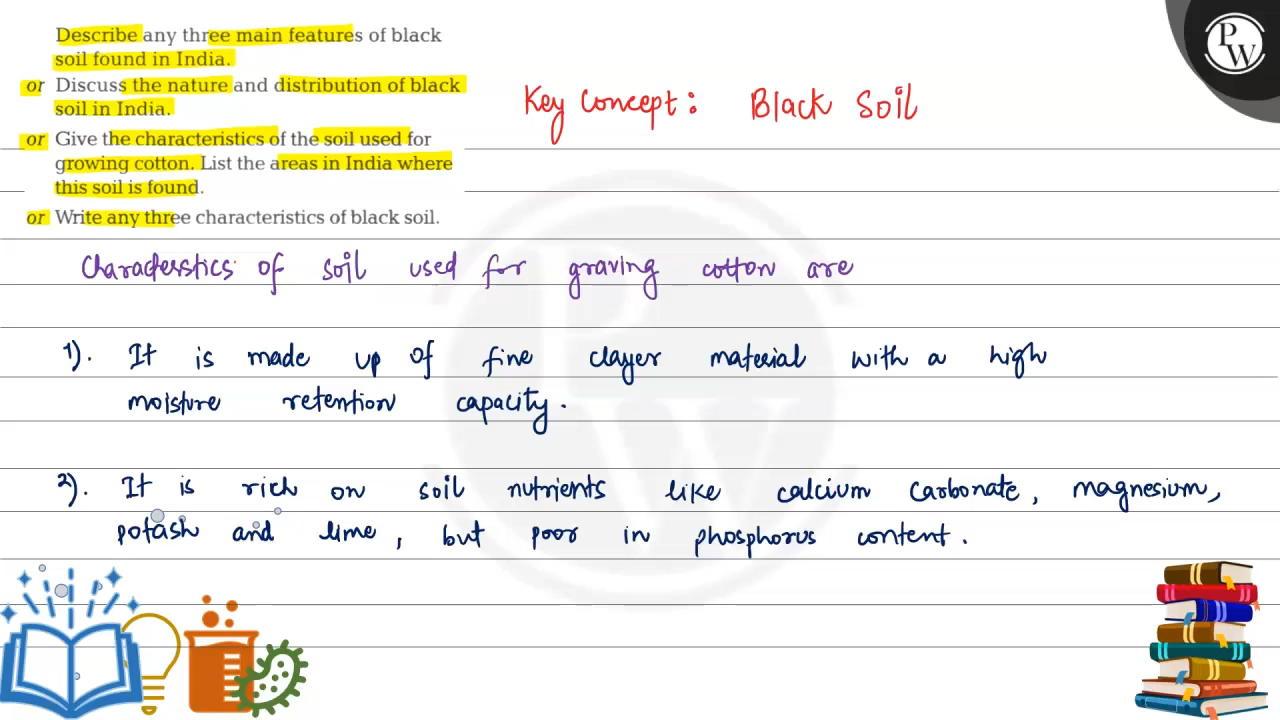 Describe any three main features of black
soil found in India.
or Discuss the nature and distribution of black
soil in India.
or Give the characteristics of the soil used for
growing cotton. List the areas in India where
this soil is found.
or Write any three characteristics of black soil.
PW
Key Concept: Black Soil
Characterstics of soil used for graving cotton are
1). It is made up of fine clayer material with a high
moisture retention capacity.
2). It is rich on soil nutrients like calcium carbonate, magnesium,
potash and lime, but poor in phosphorus content.